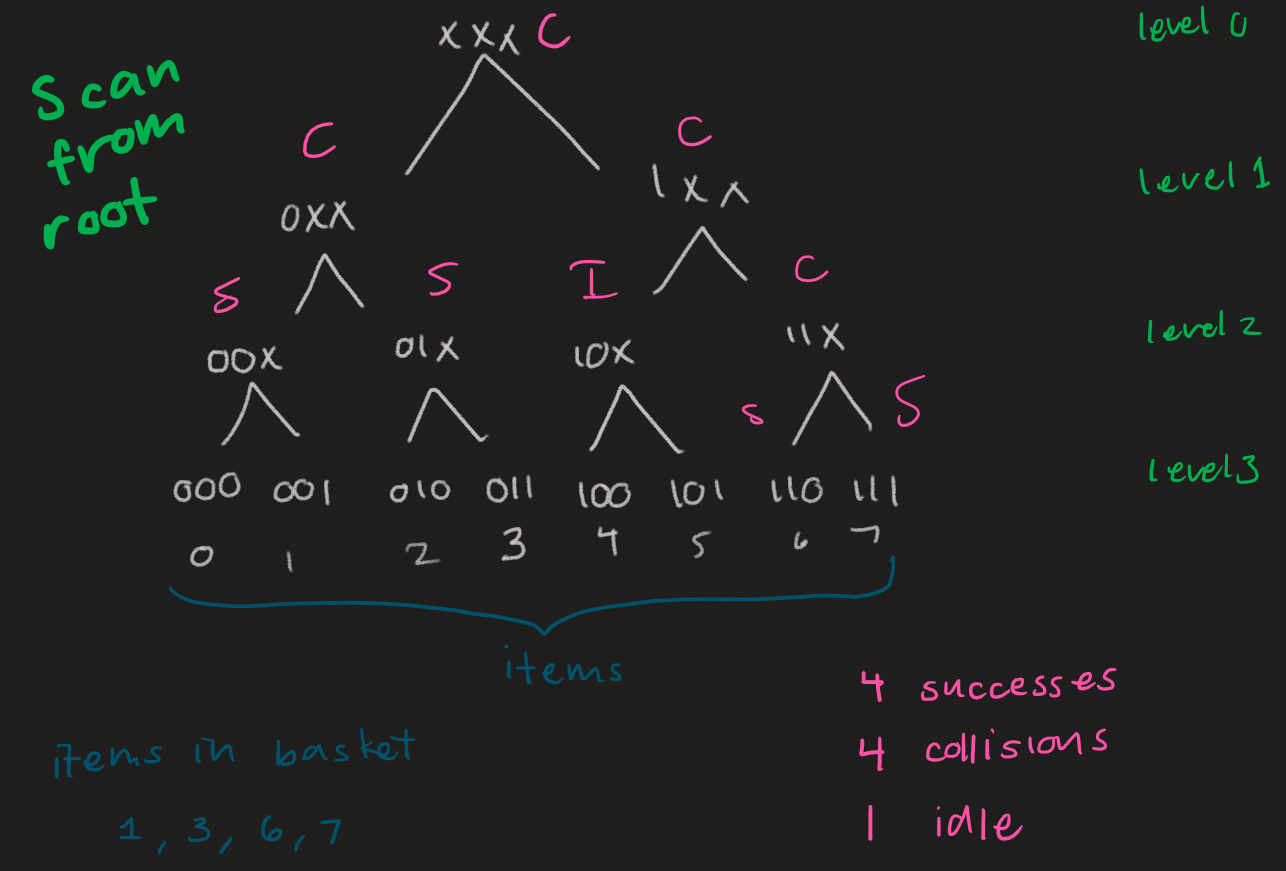 xxx C
level 0
Scan
from
root
C
C
0xx
1xx
level 1
S
S
I
C
00x
01x
10x
11x
level 2
S
S
000 001 010 011 100 101 110 111
level 3
0 1 2 3 4 5 6 7
items
4 successes
4 collisions
1 idle
items in basket
1, 3, 6, 7